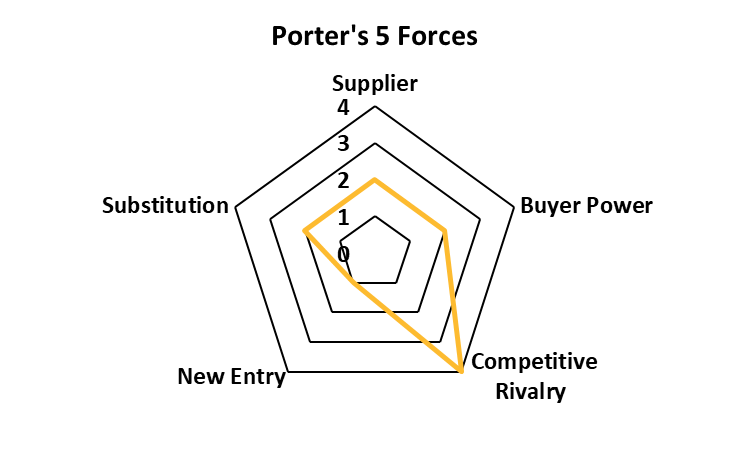 Porter's 5 Forces
Supplier
4
3
2
1
0
Substitution
Buyer Power
New Entry
Competitive
Rivalry